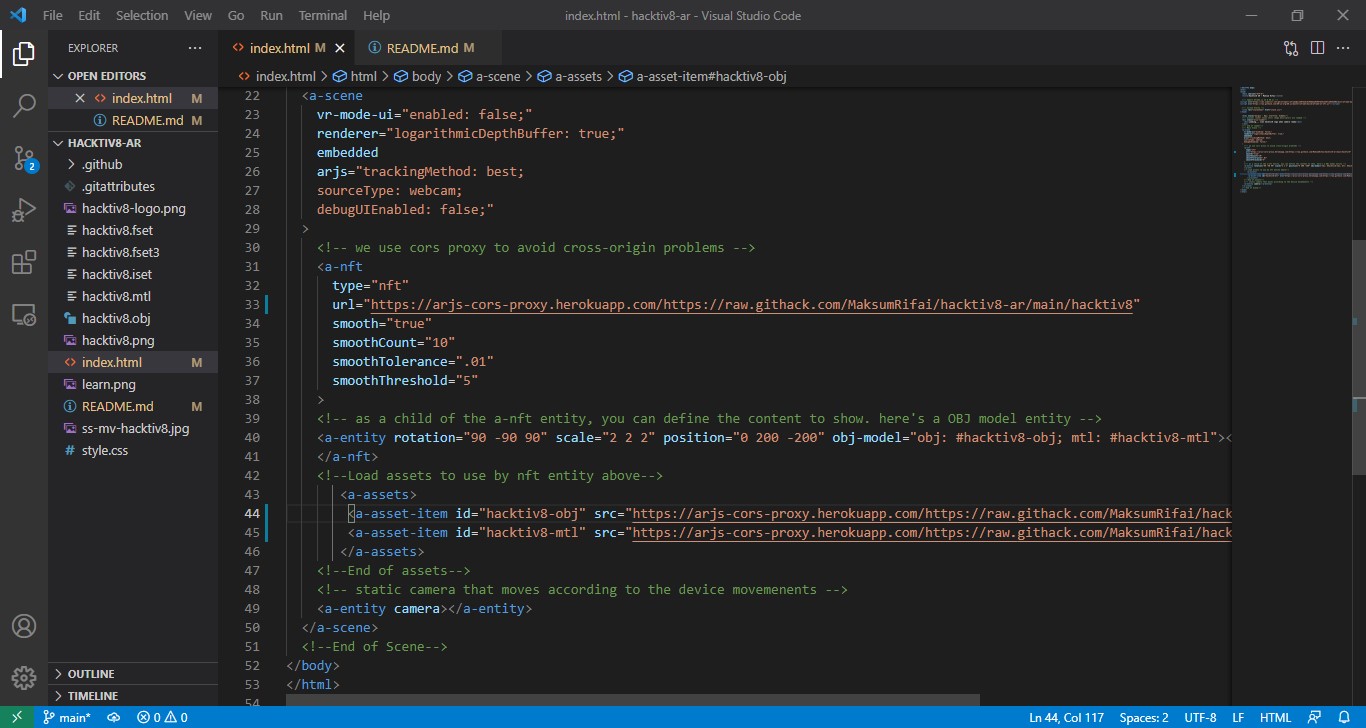 File Edit Selection View Go Run Terminal Help index.html - hacktiv8-ar - Visual Studio Code
EXPLORER
OPEN EDITORS
index.html M
README.md M
HACKTIV8-AR
.github
.gitattributes
hacktiv8-logo.png
hacktiv8.fset
hacktiv8.fset3
hacktiv8.iset
hacktiv8.mtl
hacktiv8.obj
hacktiv8.png
index.html M
learn.png
README.md M
ss-mv-hacktiv8.jpg
style.css
OUTLINE
TIMELINE
2
index.html M README.md M
index.html > html > body > a-scene > a-assets > a-asset-item#hacktiv8-obj
22 <a-scene
23 vr-mode-ui="enabled: false;"
24 renderer="logarithmicDepthBuffer: true;"
25 embedded
26 arjs="trackingMethod: best;
27 sourceType: webcam;
28 debugUIEnabled: false;"
29 >
30 <!-- we use cors proxy to avoid cross-origin problems -->
31 <a-nft
32 type="nft"
33 url="https://arjs-cors-proxy.herokuapp.com/https://raw.githack.com/MaksumRifai/hacktiv8-ar/main/hacktiv8"
34 smooth="true"
35 smoothCount="10"
36 smoothTolerance=".01"
37 smoothThreshold="5"
38 >
39 <!-- as a child of the a-nft entity, you can define the content to show. here's a OBJ model entity -->
40 <a-entity rotation="90 -90 90" scale="2 2 2" position="0 200 -200" obj-model="obj: #hacktiv8-obj; mtl: #hacktiv8-mtl"><
41 </a-nft>
42 <!--Load assets to use by nft entity above-->
43 <a-assets>
44 <a-asset-item id="hacktiv8-obj" src="https://arjs-cors-proxy.herokuapp.com/https://raw.githack.com/MaksumRifai/hack
45 <a-asset-item id="hacktiv8-mtl" src="https://arjs-cors-proxy.herokuapp.com/https://raw.githack.com/MaksumRifai/hack
46 </a-assets>
47 <!--End of assets-->
48 <!-- static camera that moves according to the device movemenents -->
49 <a-entity camera></a-entity>
50 </a-scene>
51 <!--End of Scene-->
52 </body>
53 </html>
54
main* 0 0 Ln 44, Col 117 Spaces: 2 UTF-8 LF HTML